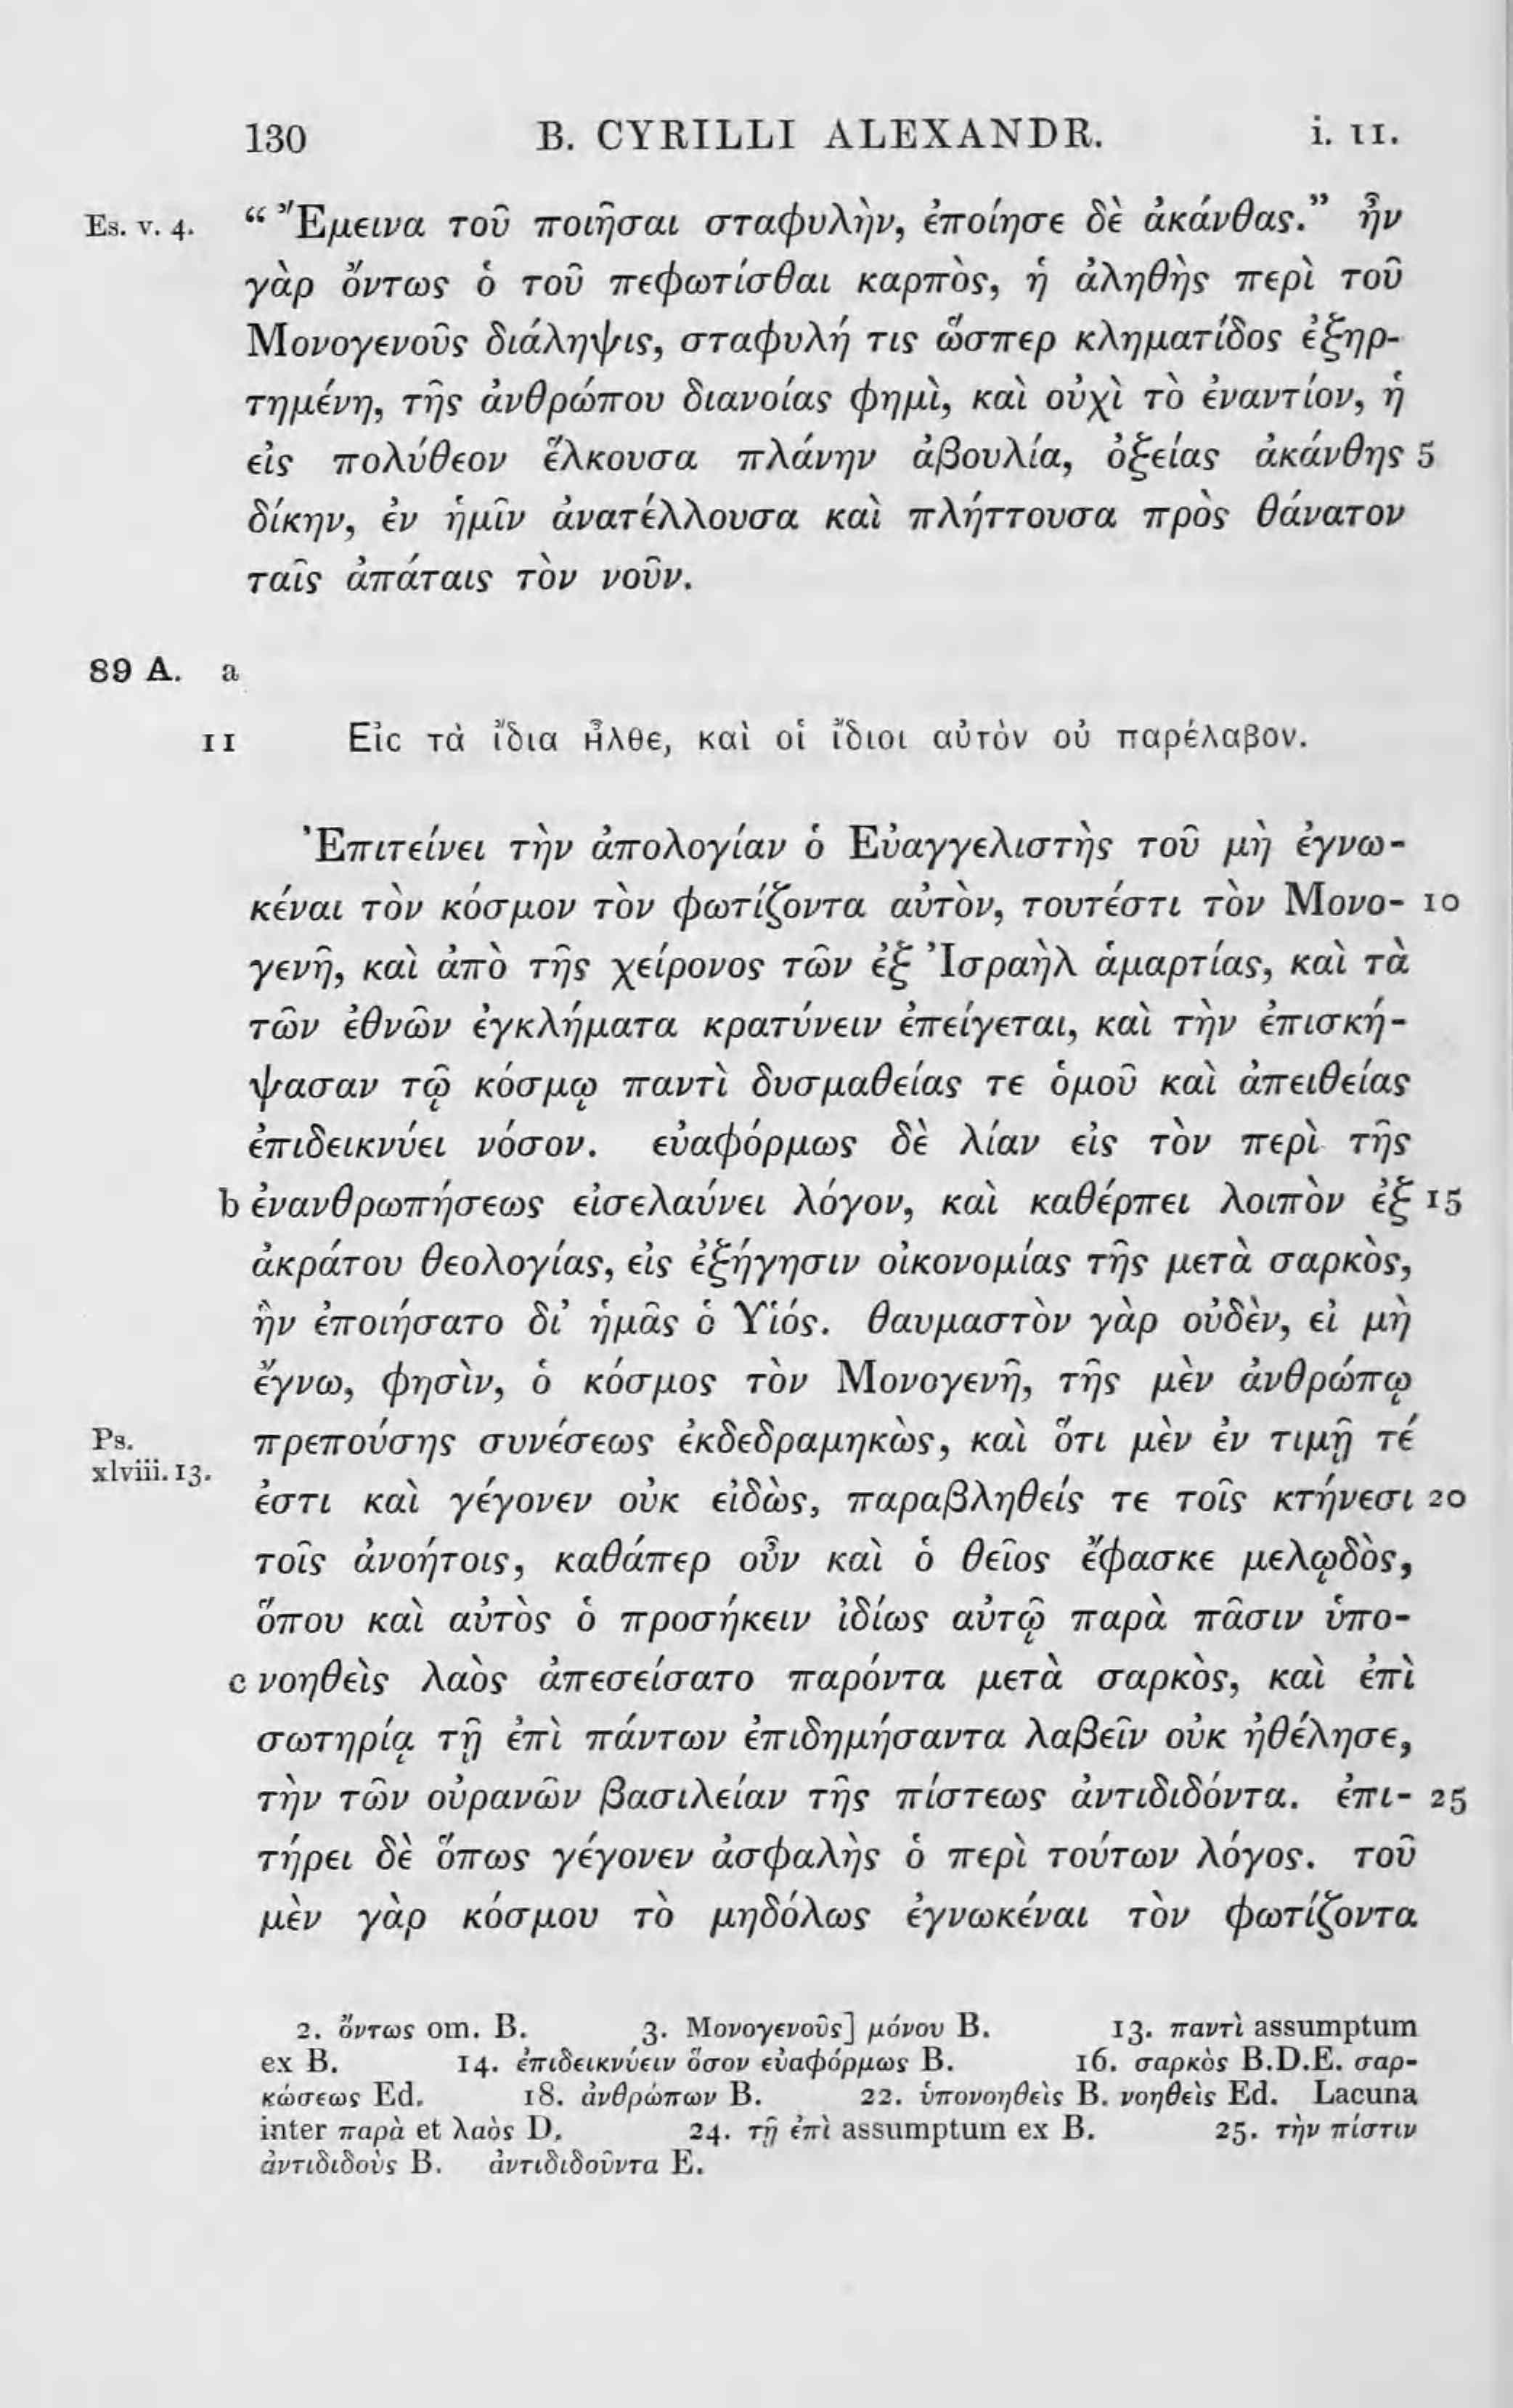 130 B. CYRILLI ALEXANDR. i. 11.
Es. v. 4. “ Ἔμεινα τοῦ ποιῆσαι σταφυλὴν, ἐποίησε δὲ ἀκάνθας.” ἦν
γὰρ ὄντως ὁ τοῦ πεφωτίσθαι καρπὸς, ἡ ἀληθὴς περὶ τοῦ
Μονογενοῦς διάληψις, σταφυλή τις ὥσπερ κληματίδος ἐξηρ-
τημένη, τῆς ἀνθρώπου διανοίας φημὶ, καὶ οὐχὶ τὸ ἐναντίον, ἡ
εἰς πολύθεον ἕλκουσα πλάνην ἀβουλία, ὀξείας ἀκάνθης 5
δίκην, ἐν ἡμῖν ἀνατέλλουσα καὶ πλήττουσα πρὸς θάνατον
ταῖς ἀπάταις τὸν νοῦν.
89 A. a
11 Εἰς τὰ ἴδια ἦλθε, καὶ οἱ ἴδιοι αὐτὸν οὐ παρέλαβον.
Ἐπιτείνει τὴν ἀπολογίαν ὁ Εὐαγγελιστὴς τοῦ μὴ ἐγνω-
κέναι τὸν κόσμον τὸν φωτίζοντα αὐτὸν, τουτέστι τὸν Μονο- 10
γενῆ, καὶ ἀπὸ τῆς χείρονος τῶν ἐξ Ἰσραὴλ ἁμαρτίας, καὶ τὰ
τῶν ἐθνῶν ἐγκλήματα κρατύνειν ἐπείγεται, καὶ τὴν ἐπισκή-
ψασαν τῷ κόσμῳ παντὶ δυσμαθείας τε ὁμοῦ καὶ ἀπειθείας
ἐπιδεικνύει νόσον. εὐαφόρμως δὲ λίαν εἰς τὸν περὶ τῆς
b ἐνανθρωπήσεως εἰσελαύνει λόγον, καὶ καθέρπει λοιπὸν ἐξ 15
ἀκράτου θεολογίας, εἰς ἐξήγησιν οἰκονομίας τῆς μετὰ σαρκὸς,
ἣν ἐποιήσατο δι’ ἡμᾶς ὁ Υἱός. θαυμαστὸν γὰρ οὐδὲν, εἰ μὴ
ἔγνω, φησὶν, ὁ κόσμος τὸν Μονογενῆ, τῆς μὲν ἀνθρώπῳ
Ps. xlviii. 13. πρεπούσης συνέσεως ἐκδεδραμηκὼς, καὶ ὅτι μὲν ἐν τιμῇ τέ
ἐστι καὶ γέγονεν οὐκ εἰδὼς, παραβληθείς τε τοῖς κτήνεσι 20
τοῖς ἀνοήτοις, καθάπερ οὖν καὶ ὁ θεῖος ἔφασκε μελῳδὸς,
ὅπου καὶ αὐτὸς ὁ προσήκειν ἰδίως αὐτῷ παρὰ πᾶσιν ὑπο-
c νοηθεὶς λαὸς ἀπεσείσατο παρόντα μετὰ σαρκὸς, καὶ ἐπὶ
σωτηρίᾳ τῇ ἐπὶ πάντων ἐπιδημήσαντα λαβεῖν οὐκ ἠθέλησε,
τὴν τῶν οὐρανῶν βασιλείαν τῆς πίστεως ἀντιδιδόντα. ἐπι- 25
τήρει δὲ ὅπως γέγονεν ἀσφαλὴς ὁ περὶ τούτων λόγος. τοῦ
μὲν γὰρ κόσμου τὸ μηδόλως ἐγνωκέναι τὸν φωτίζοντα
2. ὄντως om. B. 3. Μονογενοῦς] μόνου B. 13. παντὶ assumptum
ex B. 14. ἐπιδεικνύειν ὅσον εὐαφόρμως B. 16. σαρκὸς B.D.E. σαρ-
κώσεως Ed. 18. ἀνθρώπων B. 22. ὑπονοηθεὶς B. νοηθεὶς Ed. Lacuna
inter παρὰ et λαὸς D. 24. τῇ ἐπὶ assumptum ex B. 25. τὴν πίστιν
ἀντιδιδοὺς B. ἀντιδιδοῦντα E.